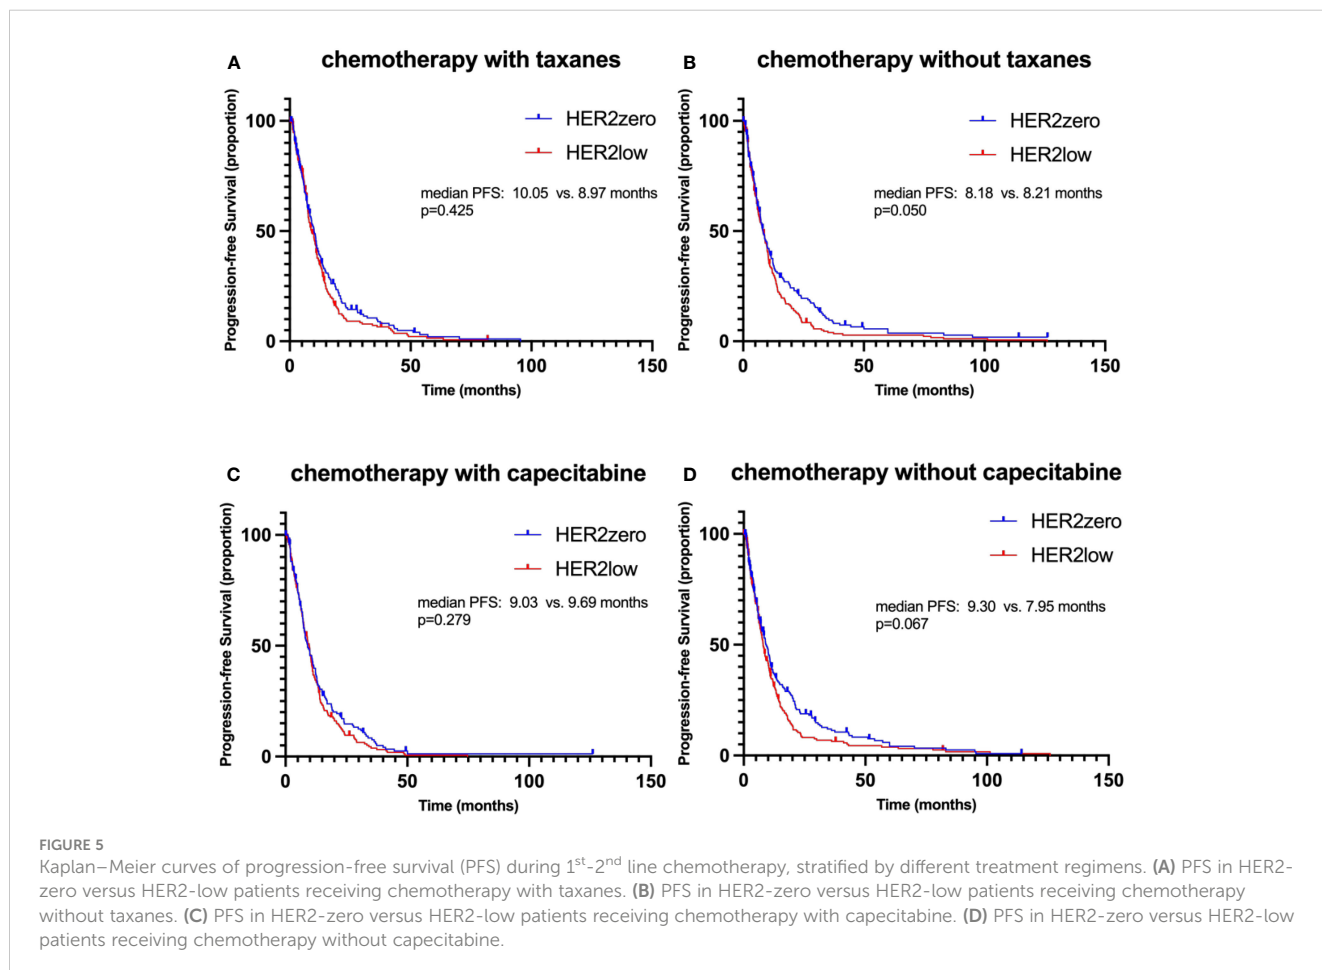 A chemotherapy with taxanes
Progression-free Survival (proportion)
100
50
0
0 50 100 150
Time (months)
HER2zero
HER2low
median PFS: 10.05 vs. 8.97 months
p=0.425
B chemotherapy without taxanes
Progression-free Survival (proportion)
100
50
0
0 50 100 150
Time (months)
HER2zero
HER2low
median PFS: 8.18 vs. 8.21 months
p=0.050
C chemotherapy with capecitabine
Progression-free Survival (proportion)
100
50
0
0 50 100 150
Time (months)
HER2zero
HER2low
median PFS: 9.03 vs. 9.69 months
p=0.279
D chemotherapy without capecitabine
Progression-free Survival (proportion)
100
50
0
0 50 100 150
Time (months)
HER2zero
HER2low
median PFS: 9.30 vs. 7.95 months
p=0.067
FIGURE 5
Kaplan–Meier curves of progression-free survival (PFS) during 1st-2nd line chemotherapy, stratified by different treatment regimens. (A) PFS in HER2-
zero versus HER2-low patients receiving chemotherapy with taxanes. (B) PFS in HER2-zero versus HER2-low patients receiving chemotherapy
without taxanes. (C) PFS in HER2-zero versus HER2-low patients receiving chemotherapy with capecitabine. (D) PFS in HER2-zero versus HER2-low
patients receiving chemotherapy without capecitabine.